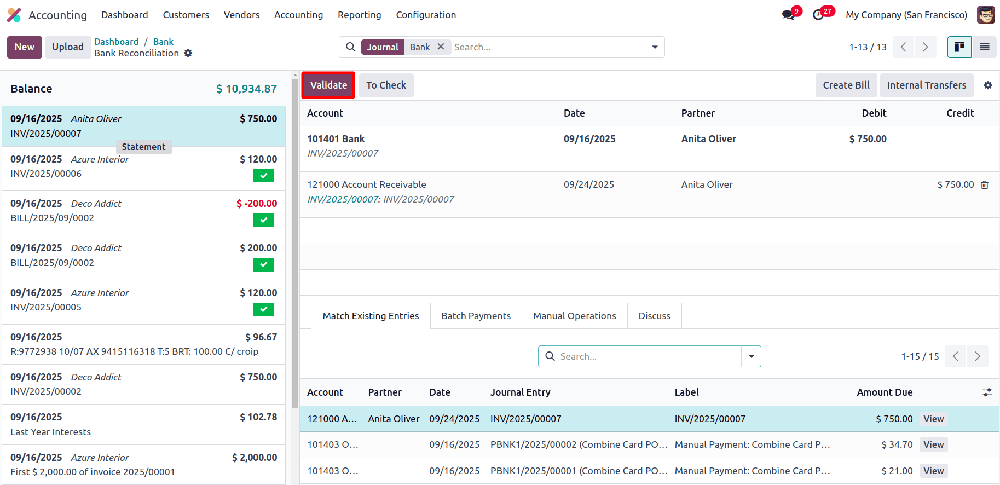 Accounting Dashboard Customers Vendors Accounting Reporting Configuration 9 27 My Company (San Francisco)
New Upload Dashboard / Bank
Bank Reconciliation
Journal Bank Search... 1-13 / 13
Balance $ 10,934.87
09/16/2025 Anita Oliver $ 750.00
INV/2025/00007
Statement
09/16/2025 Azure Interior $ 120.00
INV/2025/00006
09/16/2025 Deco Addict $ -200.00
BILL/2025/09/0002
09/16/2025 Deco Addict $ 200.00
BILL/2025/09/0002
09/16/2025 Azure Interior $ 120.00
INV/2025/00005
09/16/2025 $ 96.67
R:9772938 10/07 AX 9415116318 T:5 BRT: 100.00 C/ croip
09/16/2025 Deco Addict $ 750.00
INV/2025/00002
09/16/2025 $ 102.78
Last Year Interests
09/16/2025 Azure Interior $ 2,000.00
First $ 2,000.00 of invoice 2025/00001
Validate To Check Create Bill Internal Transfers
Account Date Partner Debit Credit
101401 Bank 09/16/2025 Anita Oliver $ 750.00
INV/2025/00007
121000 Account Receivable 09/24/2025 Anita Oliver $ 750.00
INV/2025/00007: INV/2025/00007
Match Existing Entries Batch Payments Manual Operations Discuss
Search... 1-15 / 15
Account Partner Date Journal Entry Label Amount Due
121000 A... Anita Oliver 09/24/2025 INV/2025/00007 INV/2025/00007 $ 750.00 View
101403 O... 09/16/2025 PBNK1/2025/00002 (Combine Card PO... Manual Payment: Combine Card P... $ 34.70 View
101403 O... 09/16/2025 PBNK1/2025/00001 (Combine Card PO... Manual Payment: Combine Card P... $ 21.00 View